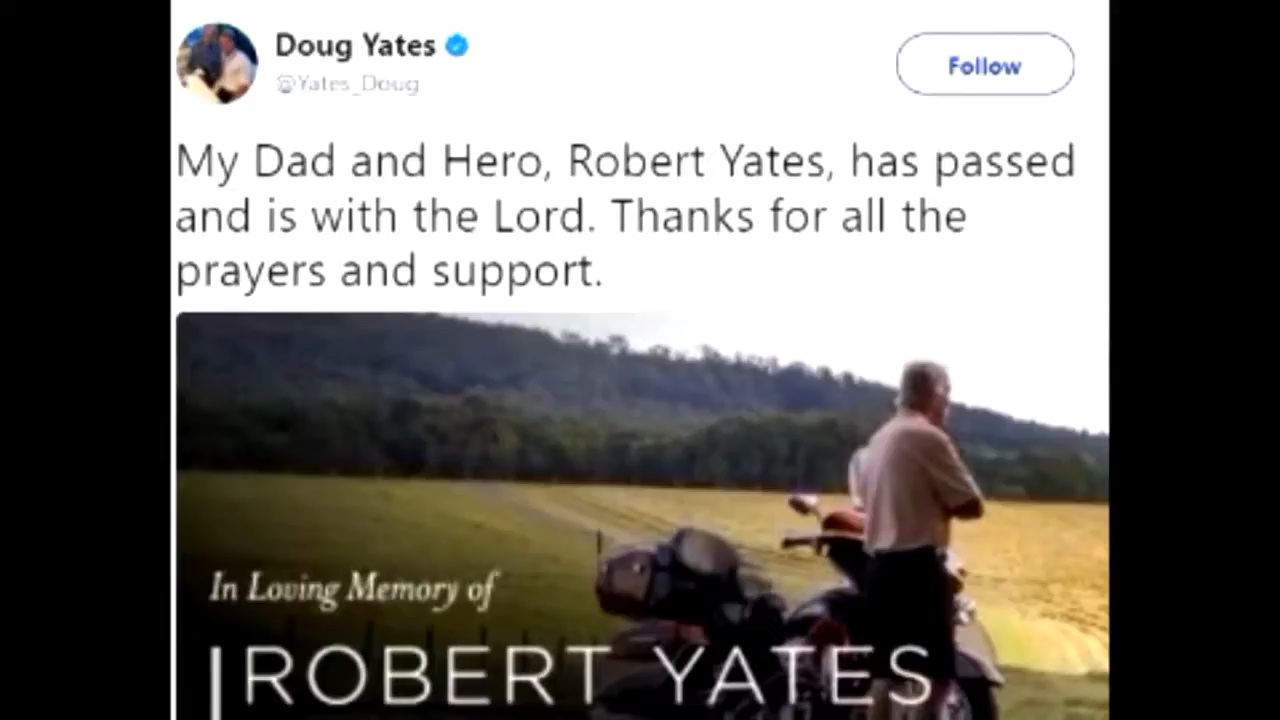 Doug Yates
@Yates_Doug
Follow
My Dad and Hero, Robert Yates, has passed
and is with the Lord. Thanks for all the
prayers and support.
In Loving Memory of
ROBERT YATES